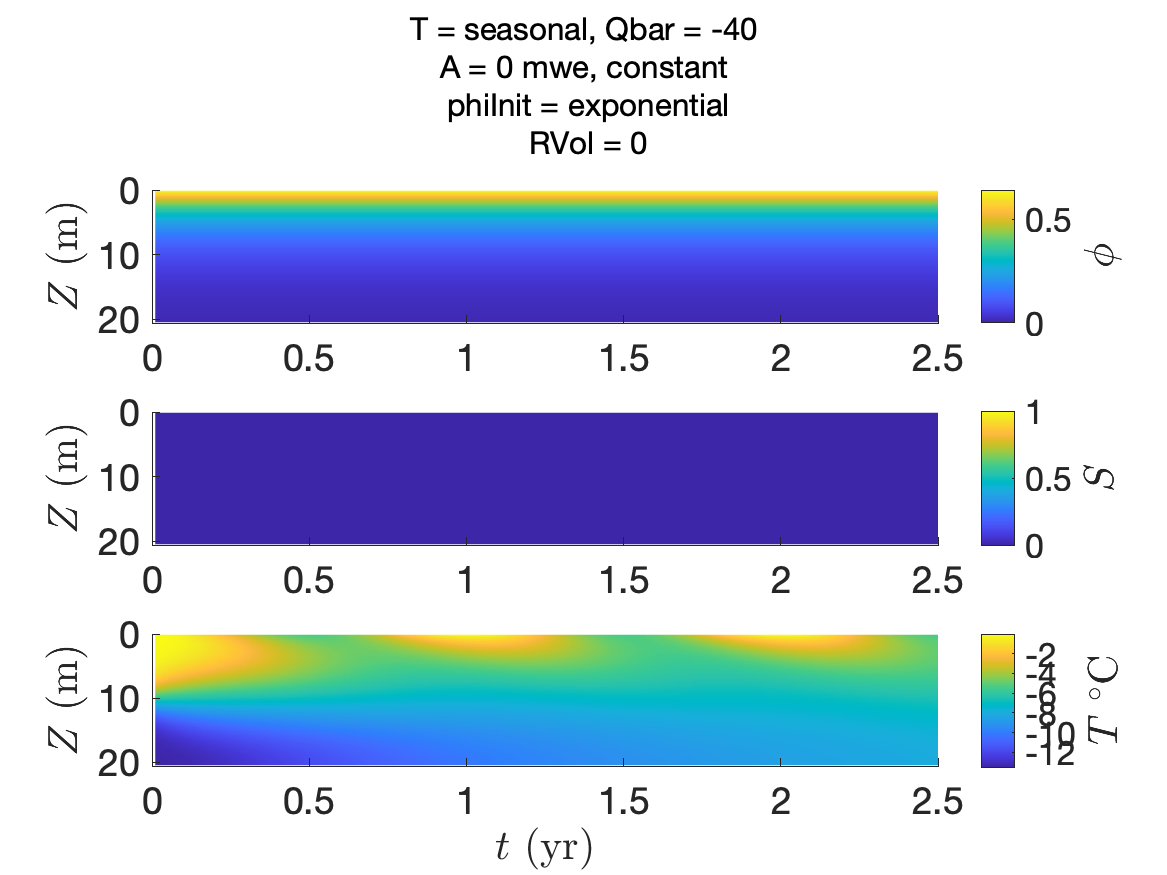 T = seasonal, Qbar = -40
A = 0 mwe, constant
phiInit = exponential
RVol = 0
0
10
20
Z (m)
0 0.5 1 1.5 2 2.5
0.5
0
ϕ
0
10
20
Z (m)
0 0.5 1 1.5 2 2.5
1
0.5
0
S
0
10
20
Z (m)
0 0.5 1 1.5 2 2.5
t (yr)
-2
-4
-6
-8
-10
-12
T °C